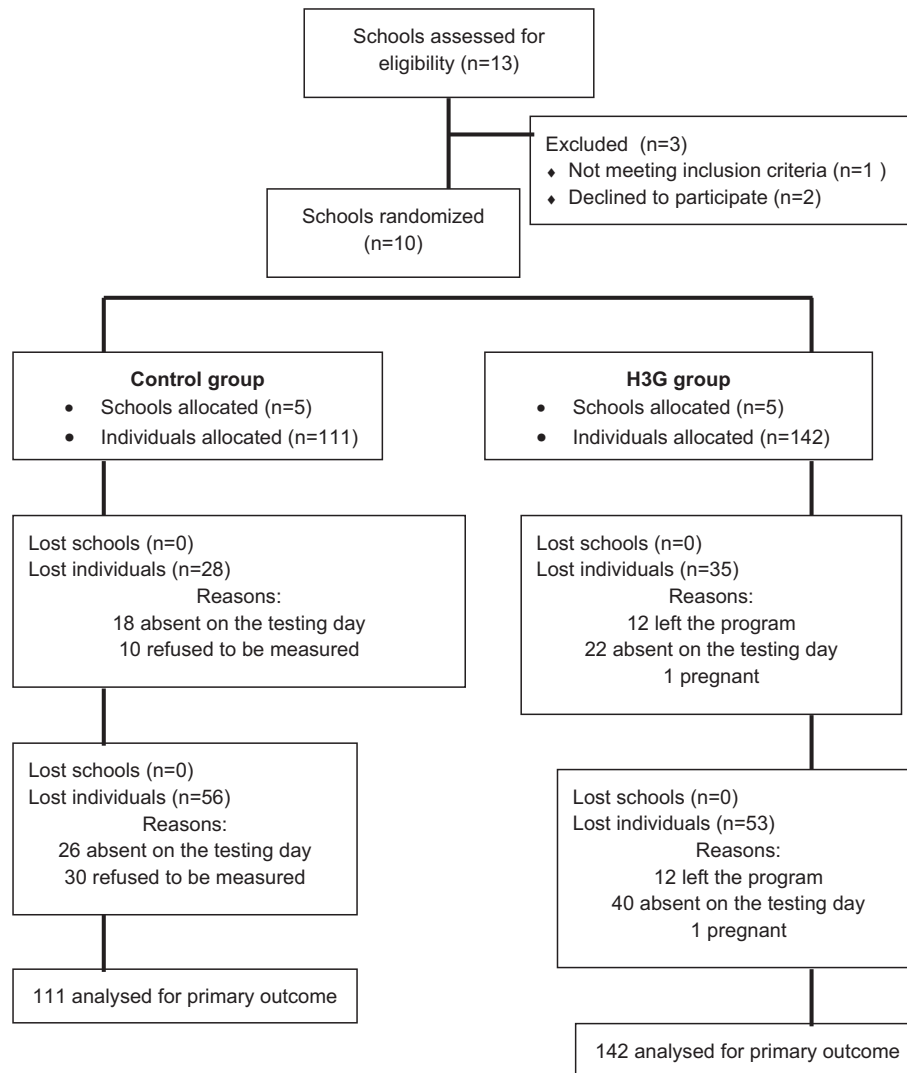 Schools assessed for
eligibility (n=13)
Excluded (n=3)
♦ Not meeting inclusion criteria (n=1 )
♦ Declined to participate (n=2)
Schools randomized
(n=10)
Control group
• Schools allocated (n=5)
• Individuals allocated (n=111)
H3G group
• Schools allocated (n=5)
• Individuals allocated (n=142)
Lost schools (n=0)
Lost individuals (n=28)
Reasons:
18 absent on the testing day
10 refused to be measured
Lost schools (n=0)
Lost individuals (n=35)
Reasons:
12 left the program
22 absent on the testing day
1 pregnant
Lost schools (n=0)
Lost individuals (n=56)
Reasons:
26 absent on the testing day
30 refused to be measured
Lost schools (n=0)
Lost individuals (n=53)
Reasons:
12 left the program
40 absent on the testing day
1 pregnant
111 analysed for primary outcome
142 analysed for primary outcome